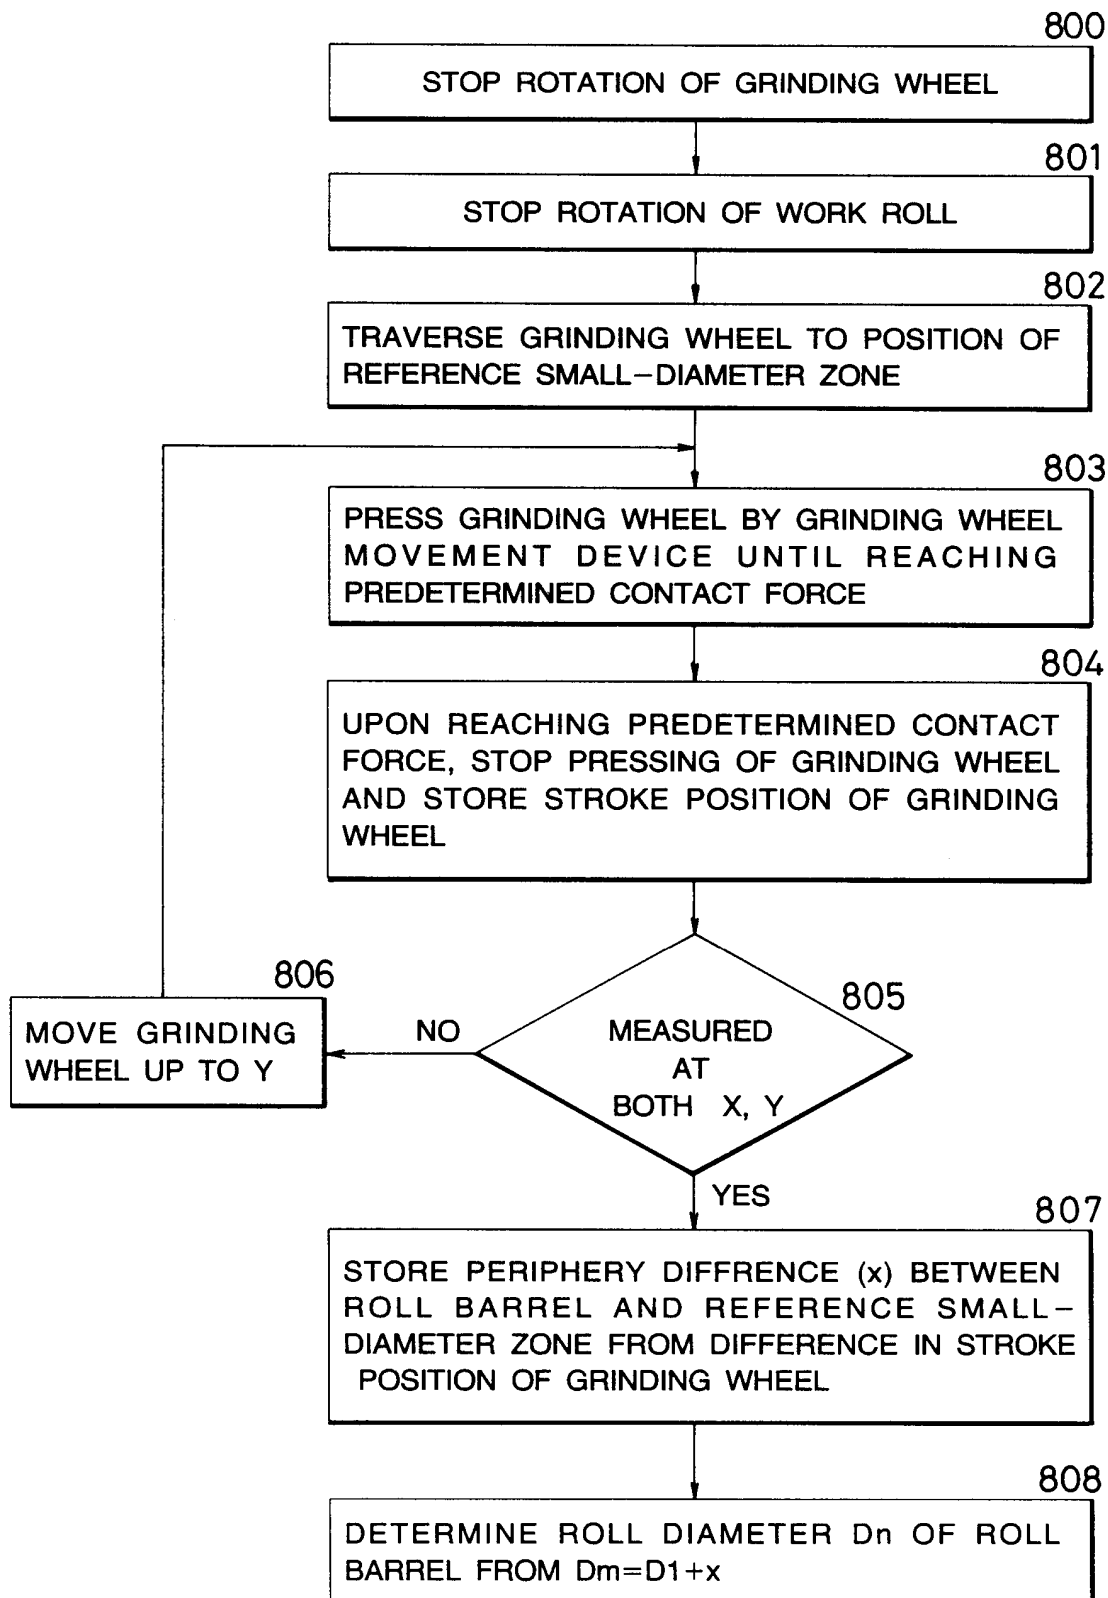 800
STOP ROTATION OF GRINDING WHEEL
801
STOP ROTATION OF WORK ROLL
802
TRAVERSE GRINDING WHEEL TO POSITION OF
REFERENCE SMALL-DIAMETER ZONE
803
PRESS GRINDING WHEEL BY GRINDING WHEEL
MOVEMENT DEVICE UNTIL REACHING
PREDETERMINED CONTACT FORCE
804
UPON REACHING PREDETERMINED CONTACT
FORCE, STOP PRESSING OF GRINDING WHEEL
AND STORE STROKE POSITION OF GRINDING
WHEEL
805
MEASURED
AT
BOTH X, Y
NO
806
MOVE GRINDING
WHEEL UP TO Y
YES
807
STORE PERIPHERY DIFFRENCE (x) BETWEEN
ROLL BARREL AND REFERENCE SMALL-
DIAMETER ZONE FROM DIFFERENCE IN STROKE
POSITION OF GRINDING WHEEL
808
DETERMINE ROLL DIAMETER Dn OF ROLL
BARREL FROM Dm=D1+x